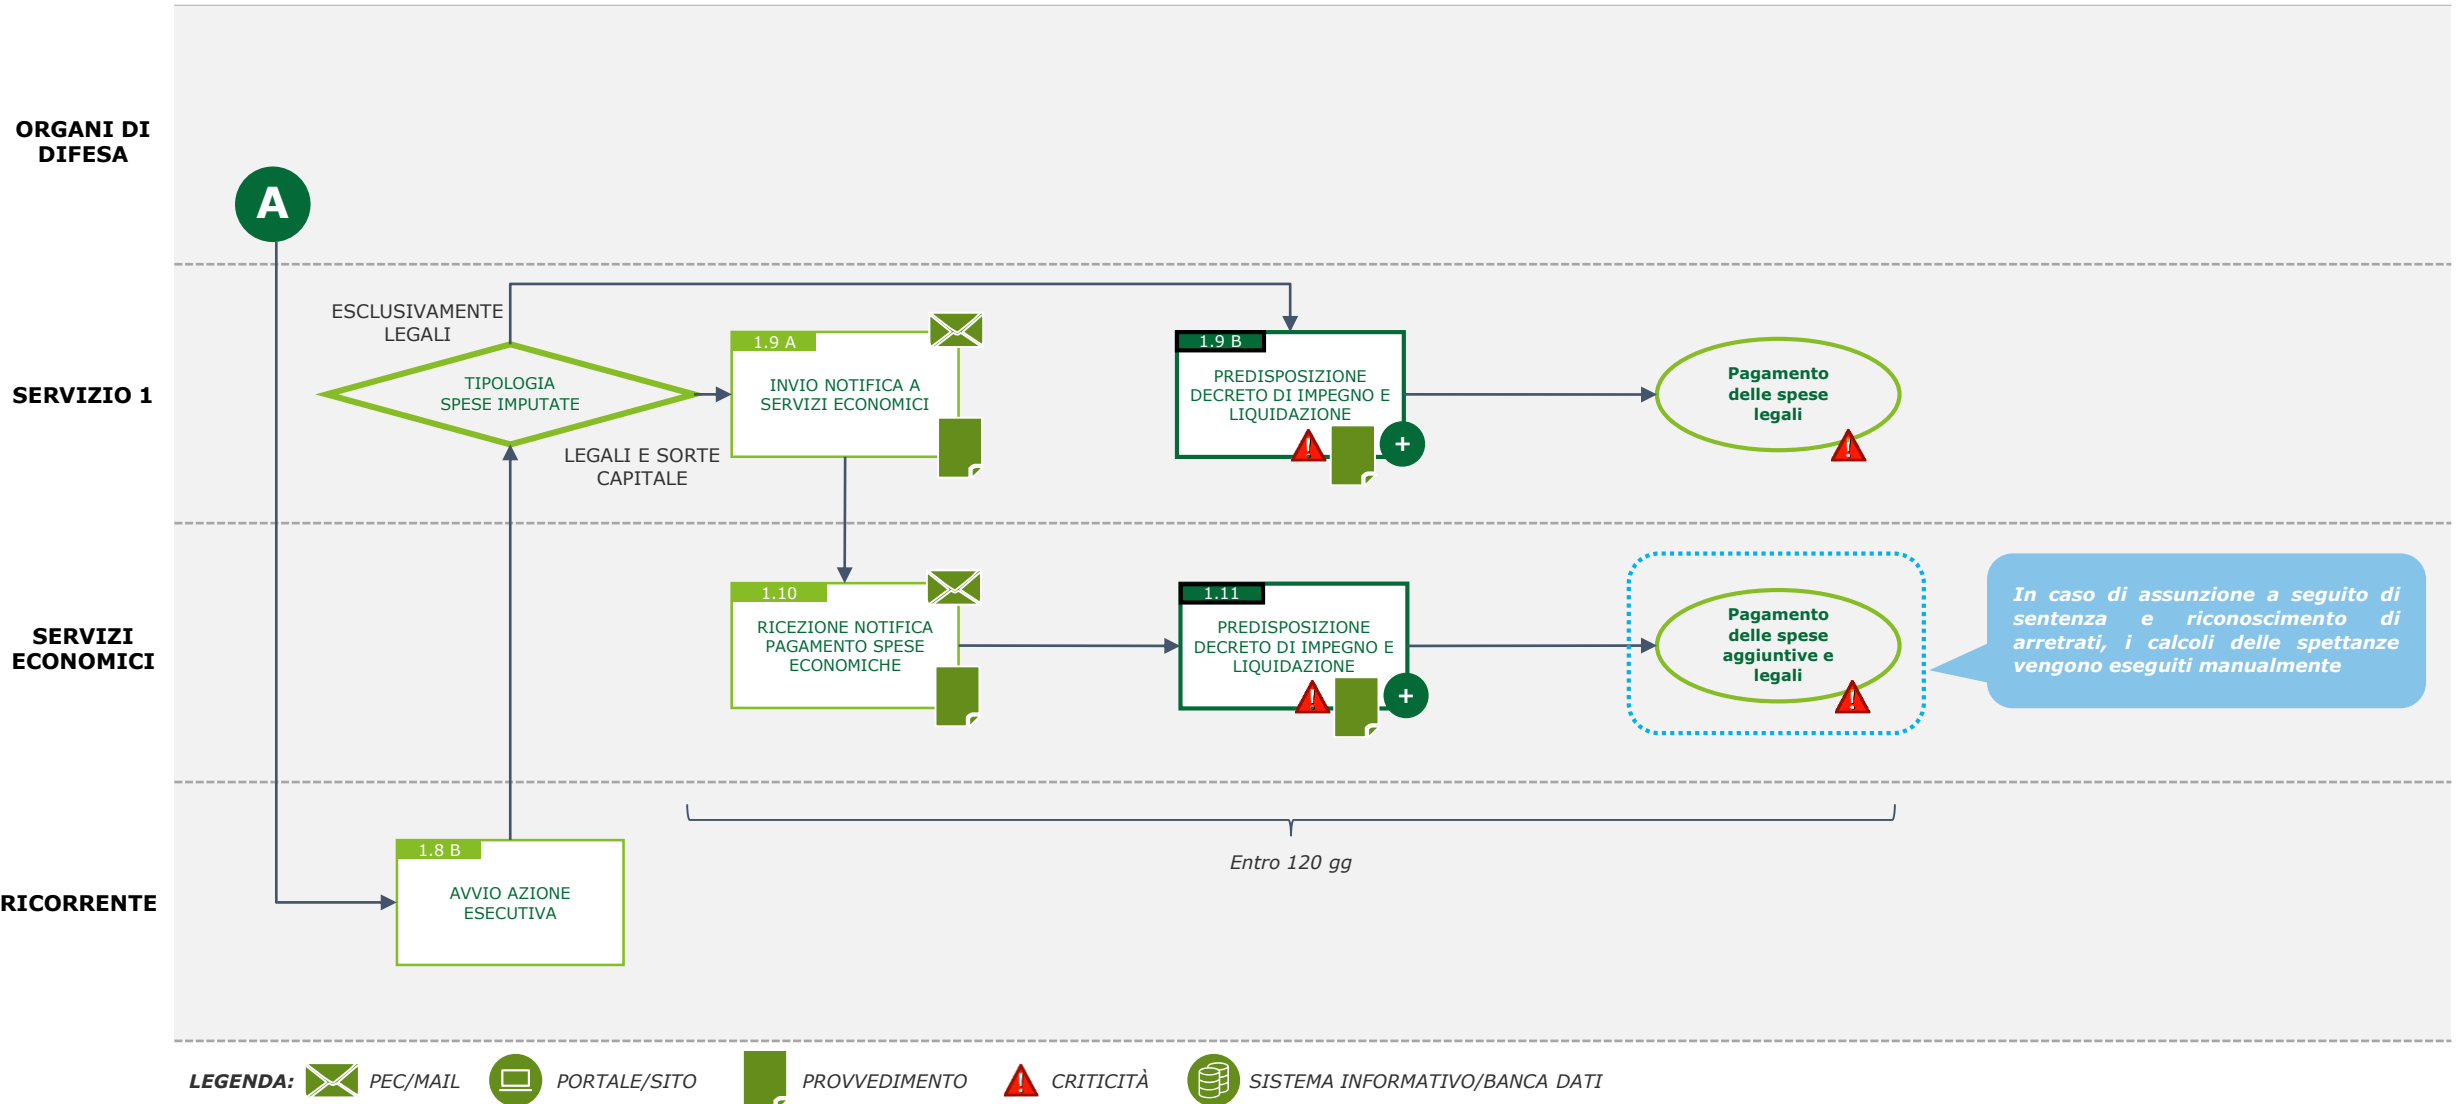 ORGANI DI
DIFESA
A
SERVIZIO 1
ESCLUSIVAMENTE
LEGALI
TIPOLOGIA
SPESE IMPUTATE
LEGALI E SORTE
CAPITALE
1.9 A
INVIO NOTIFICA A
SERVIZI ECONOMICI
1.9 B
PREDISPOSIZIONE
DECRETO DI IMPEGNO E
LIQUIDAZIONE
!
+
Pagamento
delle spese
legali
!
SERVIZI
ECONOMICI
1.10
RICEZIONE NOTIFICA
PAGAMENTO SPESE
ECONOMICHE
1.11
PREDISPOSIZIONE
DECRETO DI IMPEGNO E
LIQUIDAZIONE
!
+
Pagamento
delle spese
aggiuntive e
legali
!
In caso di assunzione a seguito di
sentenza e riconoscimento di
arretrati, i calcoli delle spettanze
vengono eseguiti manualmente
RICORRENTE
1.8 B
AVVIO AZIONE
ESECUTIVA
Entro 120 gg
LEGENDA: PEC/MAIL PORTALE/SITO PROVVEDIMENTO ! CRITICITÀ SISTEMA INFORMATIVO/BANCA DATI